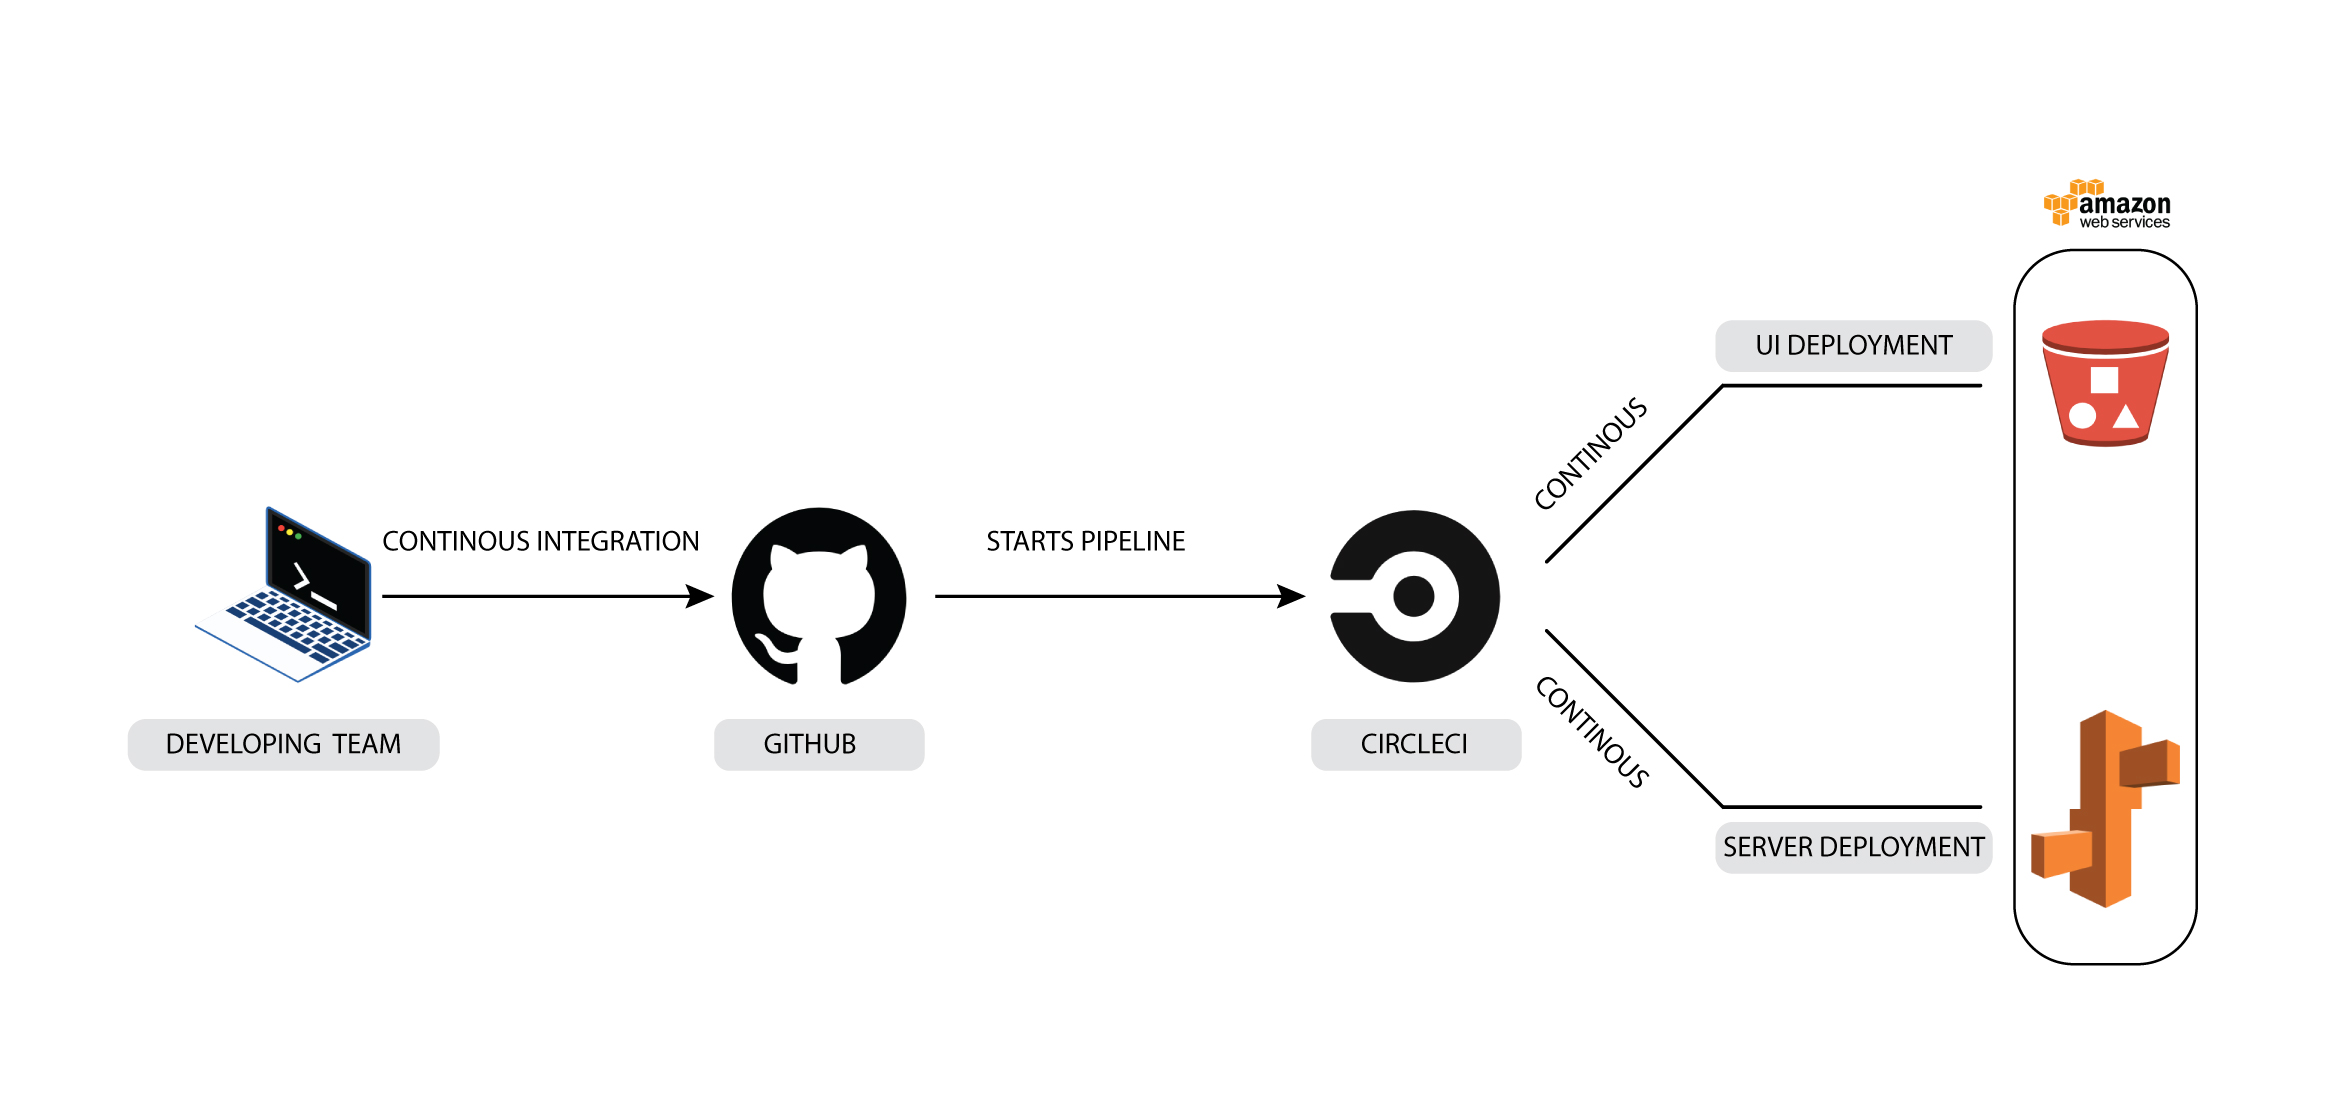 amazon
web services
UI DEPLOYMENT
CONTINOUS
CONTINOUS INTEGRATION
STARTS PIPELINE
DEVELOPING TEAM
GITHUB
CIRCLECI
CONTINOUS
SERVER DEPLOYMENT